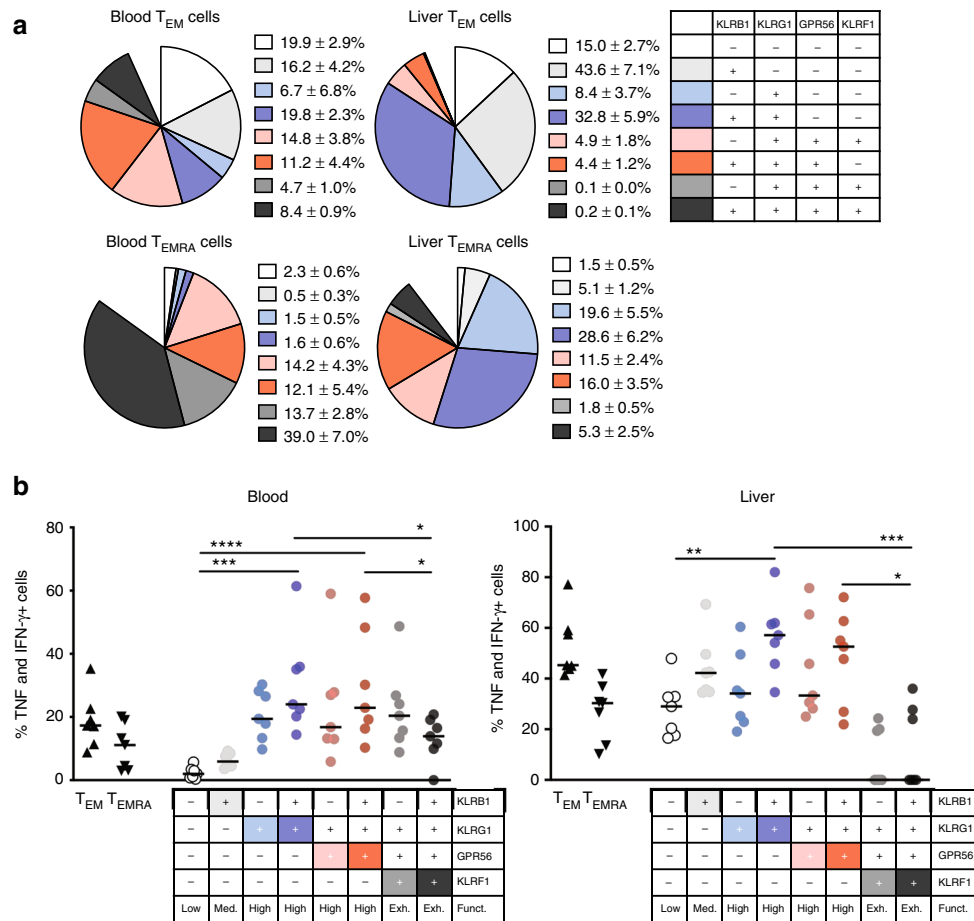 a
Blood TEM cells
19.9 ± 2.9%
16.2 ± 4.2%
6.7 ± 6.8%
19.8 ± 2.3%
14.8 ± 3.8%
11.2 ± 4.4%
4.7 ± 1.0%
8.4 ± 0.9%
Liver TEM cells
15.0 ± 2.7%
43.6 ± 7.1%
8.4 ± 3.7%
32.8 ± 5.9%
4.9 ± 1.8%
4.4 ± 1.2%
0.1 ± 0.0%
0.2 ± 0.1%
KLRB1 KLRG1 GPR56 KLRF1
− − − −
+ − − −
− + − −
+ + − −
− + + +
+ + + −
− + + +
+ + + +
Blood TEMRA cells
2.3 ± 0.6%
0.5 ± 0.3%
1.5 ± 0.5%
1.6 ± 0.6%
14.2 ± 4.3%
12.1 ± 5.4%
13.7 ± 2.8%
39.0 ± 7.0%
Liver TEMRA cells
1.5 ± 0.5%
5.1 ± 1.2%
19.6 ± 5.5%
28.6 ± 6.2%
11.5 ± 2.4%
16.0 ± 3.5%
1.8 ± 0.5%
5.3 ± 2.5%
b
Blood
% TNF and IFN-γ+ cells
80
60
40
20
0
*
****
***
*
TEM TEMRA
− + − + − + − + KLRB1
− − + + + + + + KLRG1
− − − − + + + + GPR56
− − − − − − + + KLRF1
Low Med. High High High High Exh. Exh. Funct.
Liver
% TNF and IFN-γ+ cells
100
80
60
40
20
0
***
**
*
TEM TEMRA
− + − + − + − + KLRB1
− − + + + + + + KLRG1
− − − − + + + + GPR56
− − − − − − + + KLRF1
Low Med. High High High High Exh. Exh. Funct.